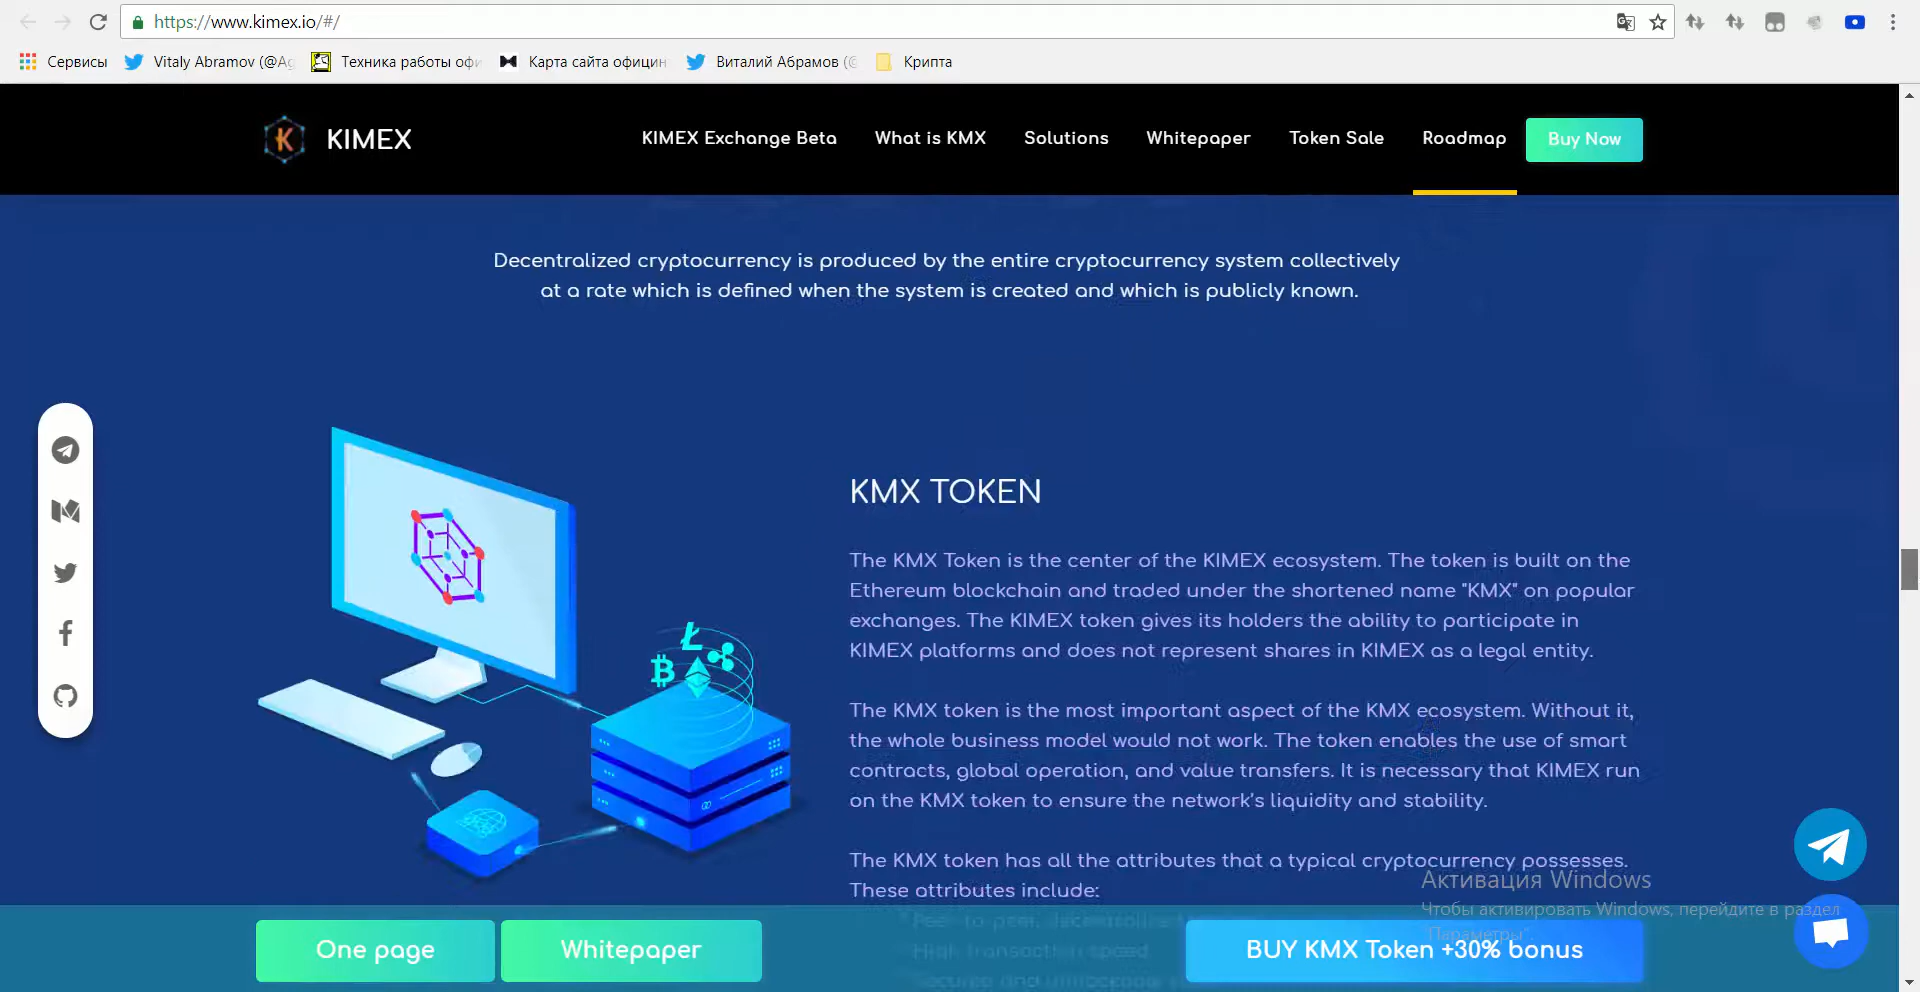 https://www.kimex.io/#/
Сервисы
Vitaly Abramov (@Ag
Техника работы офи
Карта сайта официн
Виталий Абрамов (@
Крипта
KIMEX
KIMEX Exchange Beta
What is KMX
Solutions
Whitepaper
Token Sale
Roadmap
Buy Now
Decentralized cryptocurrency is produced by the entire cryptocurrency system collectively
at a rate which is defined when the system is created and which is publicly known.
KMX TOKEN
The KMX Token is the center of the KIMEX ecosystem. The token is built on the
Ethereum blockchain and traded under the shortened name "KMX" on popular
exchanges. The KIMEX token gives its holders the ability to participate in
KIMEX platforms and does not represent shares in KIMEX as a legal entity.
The KMX token is the most important aspect of the KMX ecosystem. Without it,
the whole business model would not work. The token enables the use of smart
contracts, global operation, and value transfers. It is necessary that KIMEX run
on the KMX token to ensure the network's liquidity and stability.
The KMX token has all the attributes that a typical cryptocurrency possesses.
These attributes include:
High transaction speed
Активация Windows
Чтобы активировать Windows, перейдите в раздел
"Параметры".
One page
Whitepaper
BUY KMX Token +30% bonus